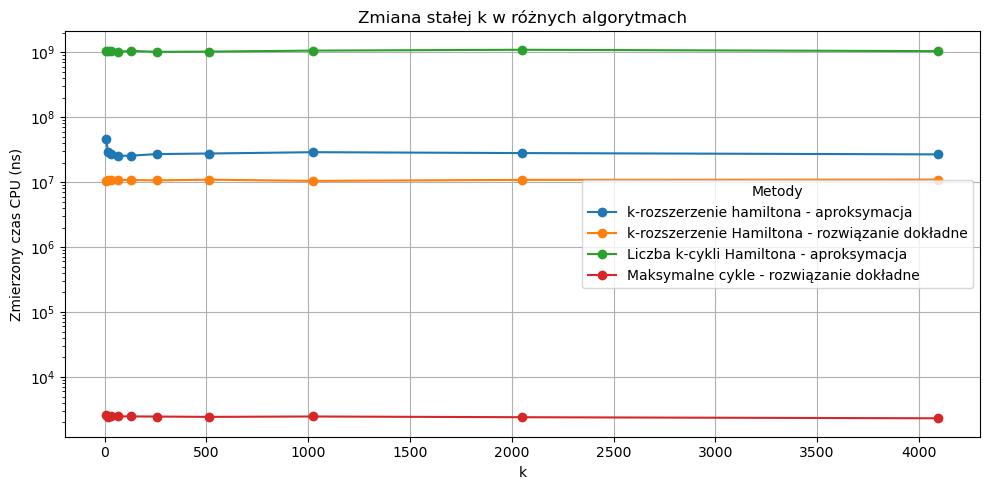 Zmiana stałej k w różnych algorytmach
Zmierzony czas CPU (ns)
10⁹
10⁸
10⁷
10⁶
10⁵
10⁴
Metody
k-rozszerzenie hamiltona - aproksymacja
k-rozszerzenie Hamiltona - rozwiązanie dokładne
Liczba k-cykli Hamiltona - aproksymacja
Maksymalne cykle - rozwiązanie dokładne
0 500 1000 1500 2000 2500 3000 3500 4000
k